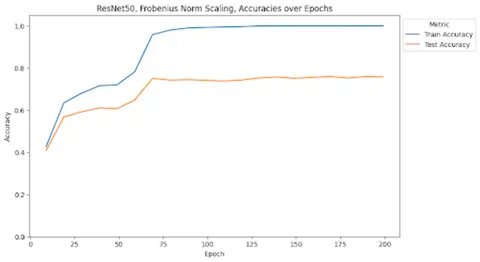 ResNet50, Frobenius Norm Scaling, Accuracies over Epochs
Metric
Train Accuracy
Test Accuracy
Accuracy
1.0
0.8
0.6
0.4
0.2
0.0
0 25 50 75 100 125 150 175 200
Epoch